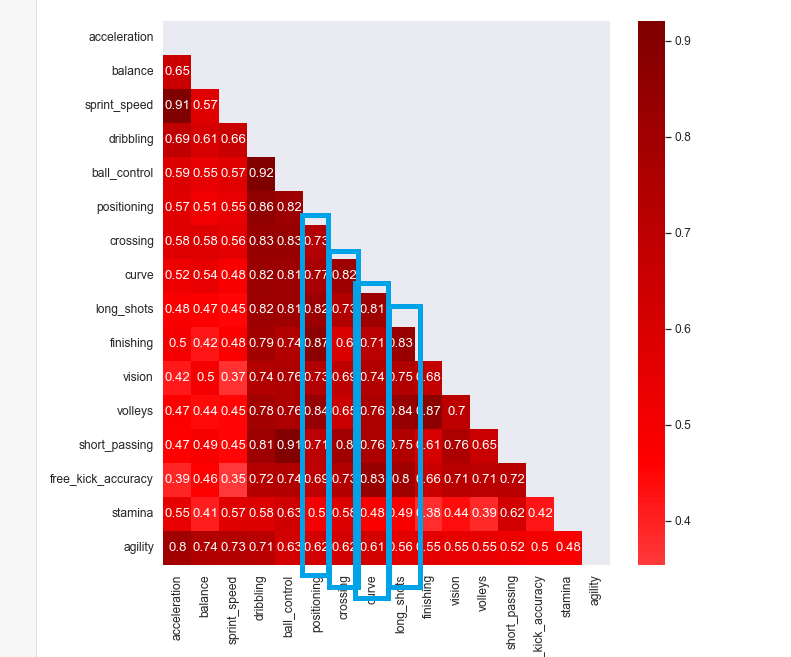 acceleration
balance 0.65
sprint_speed 0.91 0.57
dribbling 0.69 0.61 0.66
ball_control 0.59 0.55 0.57 0.92
positioning 0.57 0.51 0.55 0.86 0.82
crossing 0.58 0.58 0.56 0.83 0.83 0.73
curve 0.52 0.54 0.48 0.82 0.81 0.77 0.82
long_shots 0.48 0.47 0.45 0.82 0.81 0.82 0.73 0.81
finishing 0.5 0.42 0.48 0.79 0.74 0.87 0.6 0.71 0.83
vision 0.42 0.5 0.37 0.74 0.76 0.73 0.69 0.74 0.75 0.68
volleys 0.47 0.44 0.45 0.78 0.76 0.84 0.65 0.76 0.84 0.87 0.7
short_passing 0.47 0.49 0.45 0.81 0.91 0.71 0.8 0.76 0.75 0.61 0.76 0.65
free_kick_accuracy 0.39 0.46 0.35 0.72 0.74 0.69 0.73 0.83 0.8 0.66 0.71 0.71 0.72
stamina 0.55 0.41 0.57 0.58 0.63 0.5 0.58 0.48 0.49 0.38 0.44 0.39 0.62 0.42
agility 0.8 0.74 0.73 0.71 0.63 0.62 0.62 0.61 0.56 0.55 0.55 0.55 0.52 0.5 0.48
acceleration
balance
sprint_speed
dribbling
ball_control
positioning
crossing
curve
long_shots
finishing
vision
volleys
short_passing
_kick_accuracy
stamina
agility
0.9
0.8
0.7
0.6
0.5
0.4